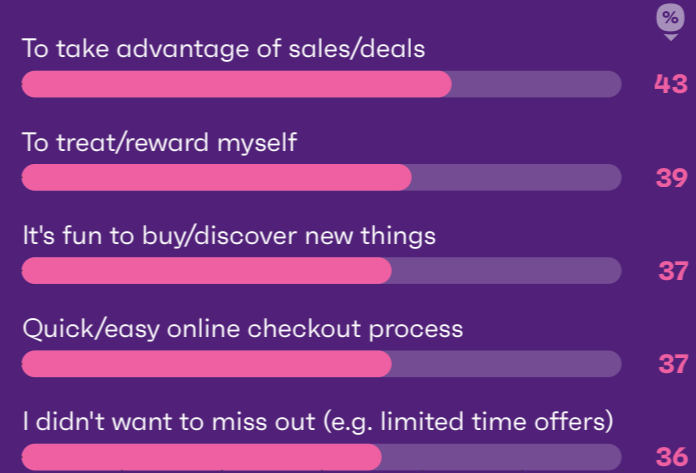 %
To take advantage of sales/deals
43
To treat/reward myself
39
It's fun to buy/discover new things
37
Quick/easy online checkout process
37
I didn't want to miss out (e.g. limited time offers)
36